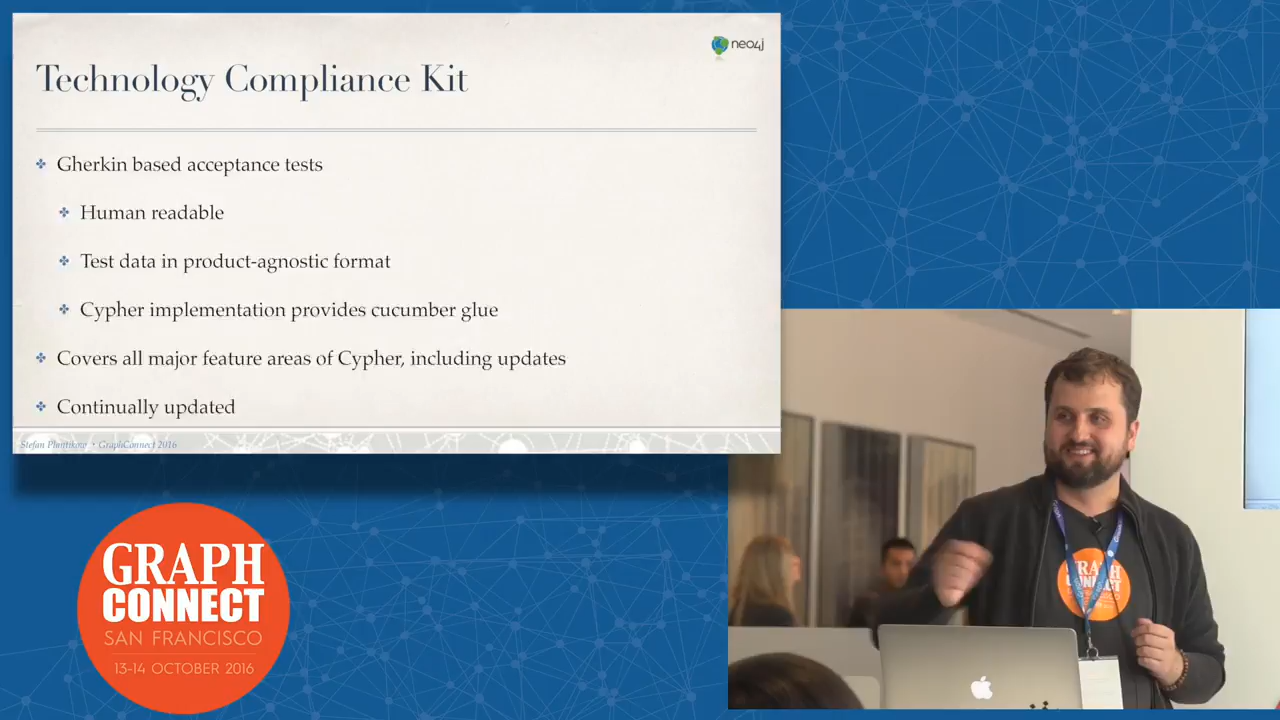 neo4j
Technology Compliance Kit
Gherkin based acceptance tests
Human readable
Test data in product-agnostic format
Cypher implementation provides cucumber glue
Covers all major feature areas of Cypher, including updates
Continually updated
Stefan Plantikow • GraphConnect 2016
GRAPH
CONNECT
SAN FRANCISCO
13-14 OCTOBER 2016
GRAPH
CONNECT